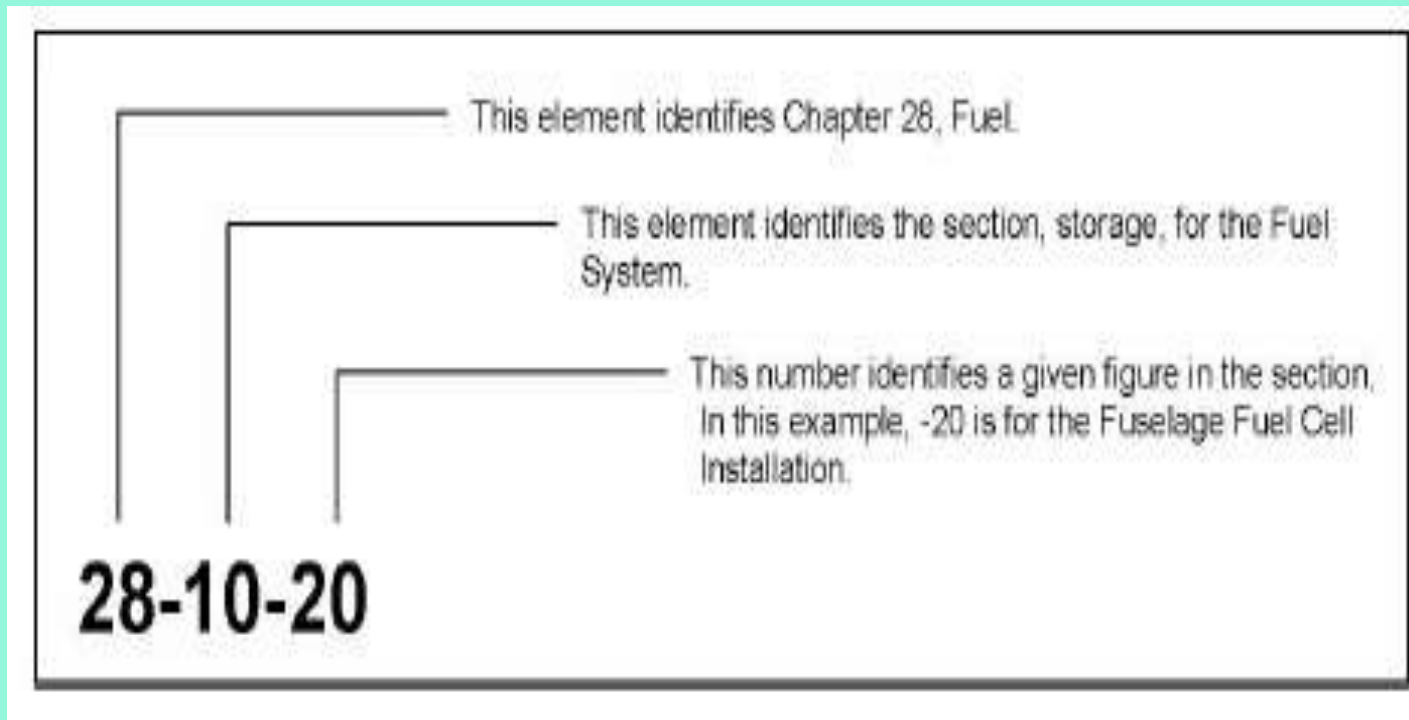 This element identifies Chapter 28, Fuel.
This element identifies the section, storage, for the Fuel
System.
This number identifies a given figure in the section,
In this example, -20 is for the Fuselage Fuel Cell
Installation.
28-10-20